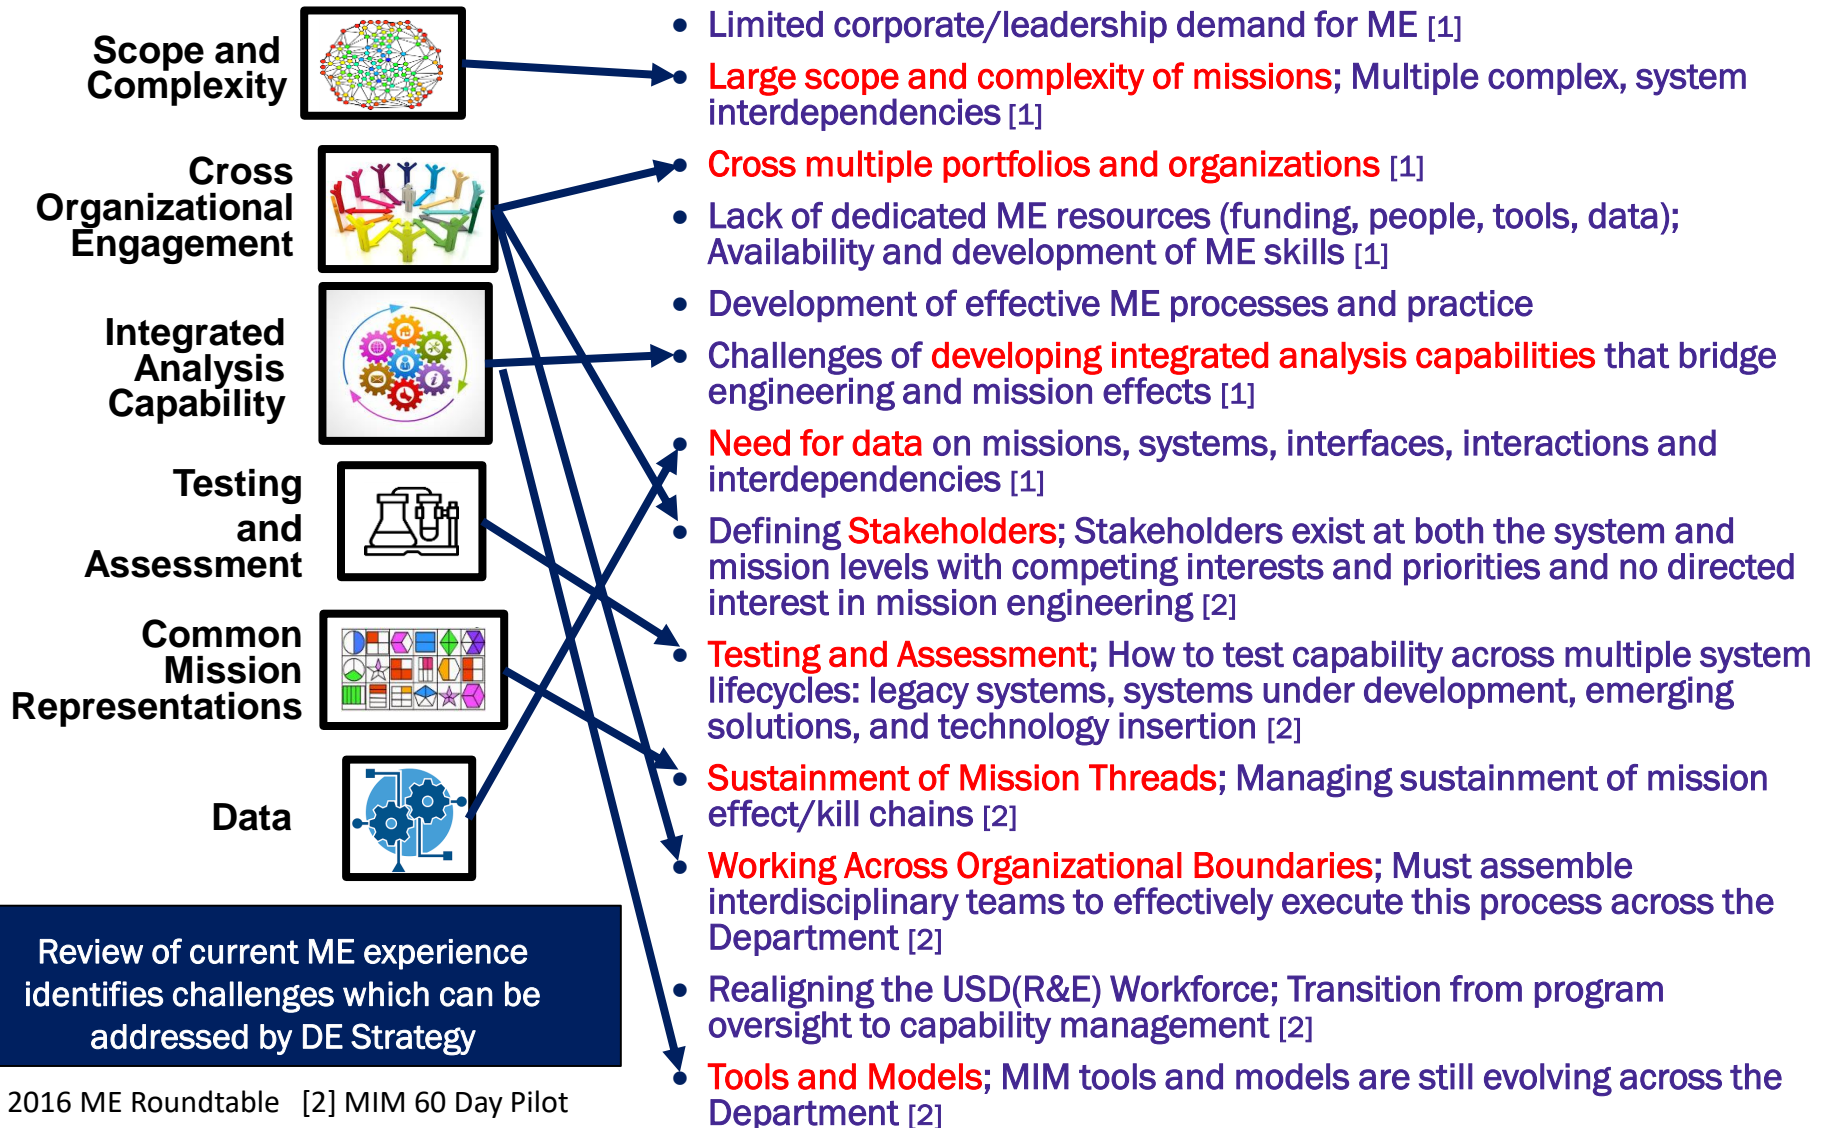 Scope and
Complexity
Cross
Organizational
Engagement
Integrated
Analysis
Capability
Testing
and
Assessment
Common
Mission
Representations
Data
Review of current ME experience
identifies challenges which can be
addressed by DE Strategy
2016 ME Roundtable [2] MIM 60 Day Pilot
• Limited corporate/leadership demand for ME [1]
• Large scope and complexity of missions; Multiple complex, system
interdependencies [1]
• Cross multiple portfolios and organizations [1]
• Lack of dedicated ME resources (funding, people, tools, data);
Availability and development of ME skills [1]
• Development of effective ME processes and practice
• Challenges of developing integrated analysis capabilities that bridge
engineering and mission effects [1]
• Need for data on missions, systems, interfaces, interactions and
interdependencies [1]
• Defining Stakeholders; Stakeholders exist at both the system and
mission levels with competing interests and priorities and no directed
interest in mission engineering [2]
• Testing and Assessment; How to test capability across multiple system
lifecycles: legacy systems, systems under development, emerging
solutions, and technology insertion [2]
• Sustainment of Mission Threads; Managing sustainment of mission
effect/kill chains [2]
• Working Across Organizational Boundaries; Must assemble
interdisciplinary teams to effectively execute this process across the
Department [2]
• Realigning the USD(R&E) Workforce; Transition from program
oversight to capability management [2]
• Tools and Models; MIM tools and models are still evolving across the
Department [2]